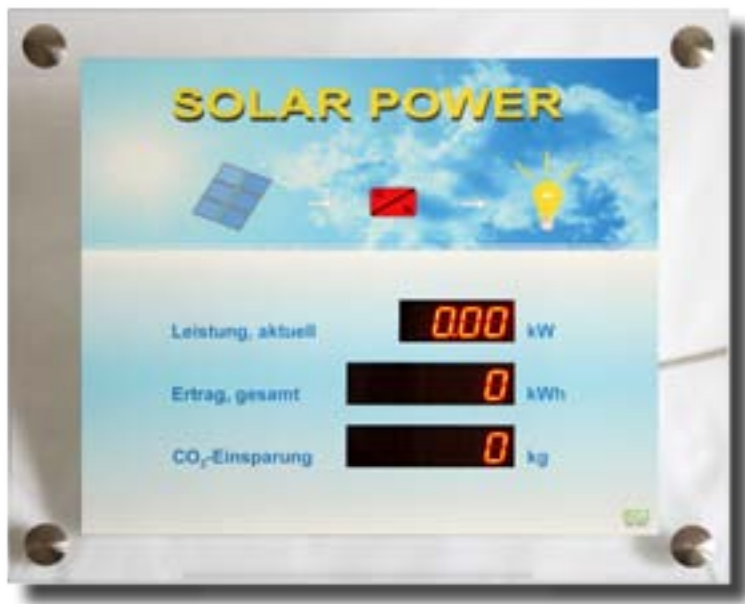 SOLAR POWER
Leistung, aktuell 0.00 kW
Ertrag, gesamt 0 kWh
CO₂-Einsparung 0 kg